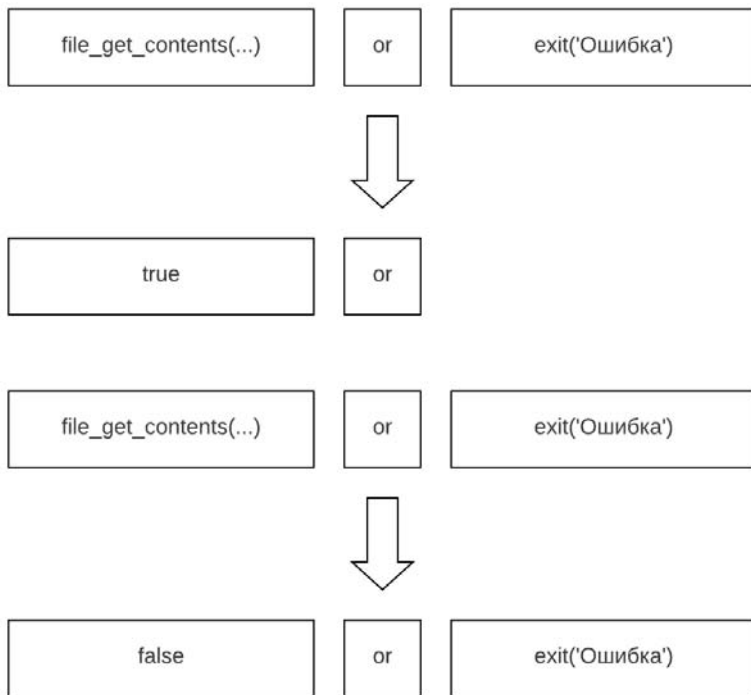 file_get_contents(...) or exit('Ошибка')
true or
file_get_contents(...) or exit('Ошибка')
false or exit('Ошибка')